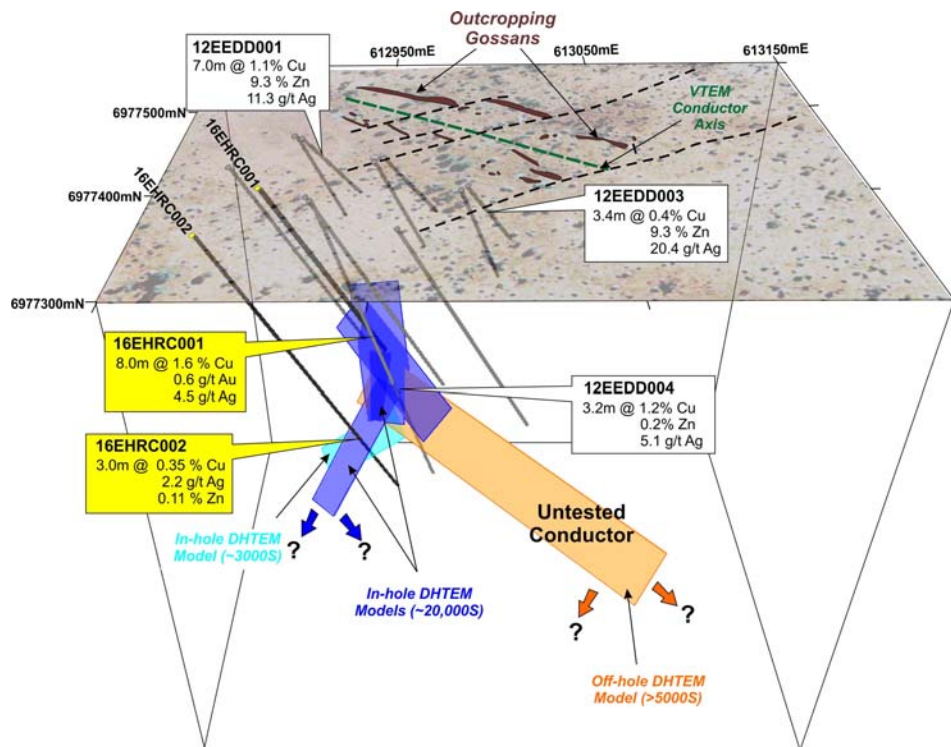 Outcropping
Gossans
612950mE
613050mE
613150mE
12EEDD001
7.0m @ 1.1% Cu
9.3 % Zn
11.3 g/t Ag
VTEM
Conductor
Axis
6977500mN
16EHRC001
16EHRC002
6977400mN
12EEDD003
3.4m @ 0.4% Cu
9.3 % Zn
20.4 g/t Ag
6977300mN
16EHRC001
8.0m @ 1.6 % Cu
0.6 g/t Au
4.5 g/t Ag
12EEDD004
3.2m @ 1.2% Cu
0.2% Zn
5.1 g/t Ag
16EHRC002
3.0m @ 0.35 % Cu
2.2 g/t Ag
0.11 % Zn
Untested
Conductor
In-hole DHTEM
Model (~3000S)
? ?
In-hole DHTEM
Models (~20,000S)
? ?
Off-hole DHTEM
Model (>5000S)